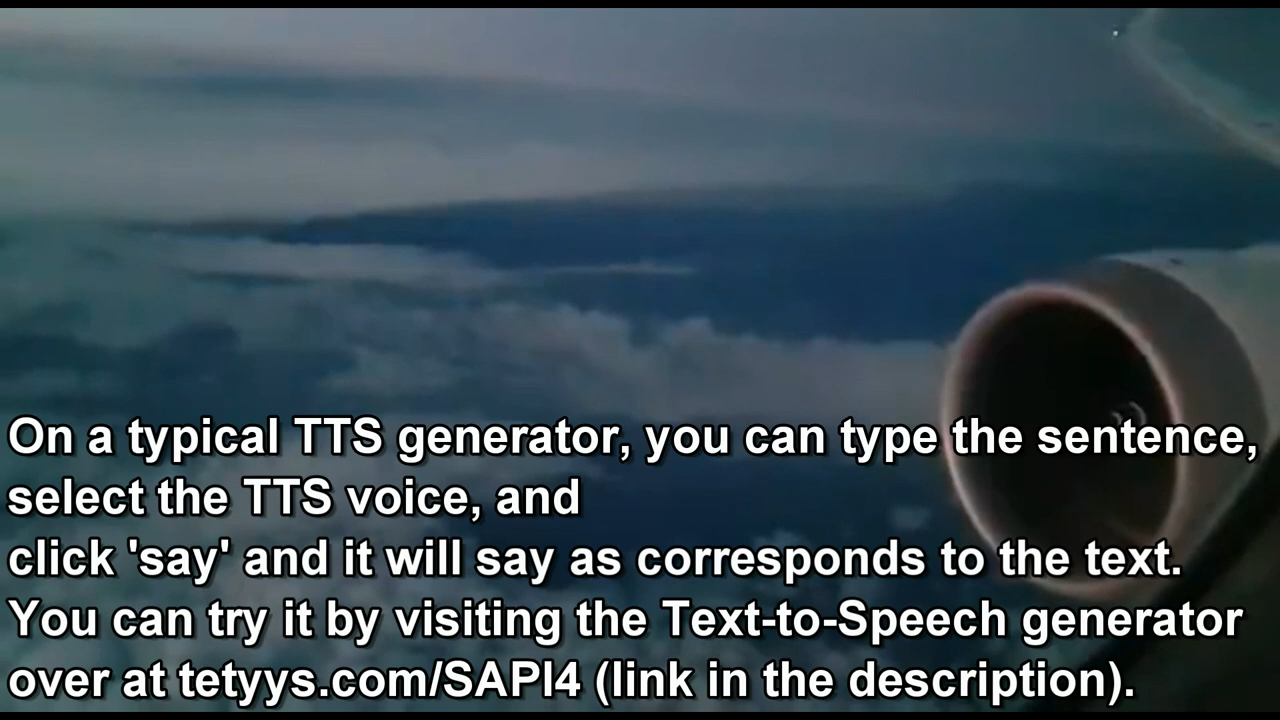 On a typical TTS generator, you can type the sentence,
select the TTS voice, and
click 'say' and it will say as corresponds to the text.
You can try it by visiting the Text-to-Speech generator
over at tetyys.com/SAPI4 (link in the description).